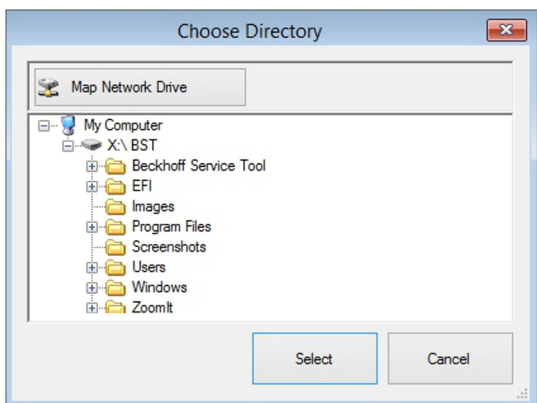 Choose Directory
Map Network Drive
My Computer
X:\ BST
Beckhoff Service Tool
EFI
Images
Program Files
Screenshots
Users
Windows
ZoomIt
Select
Cancel